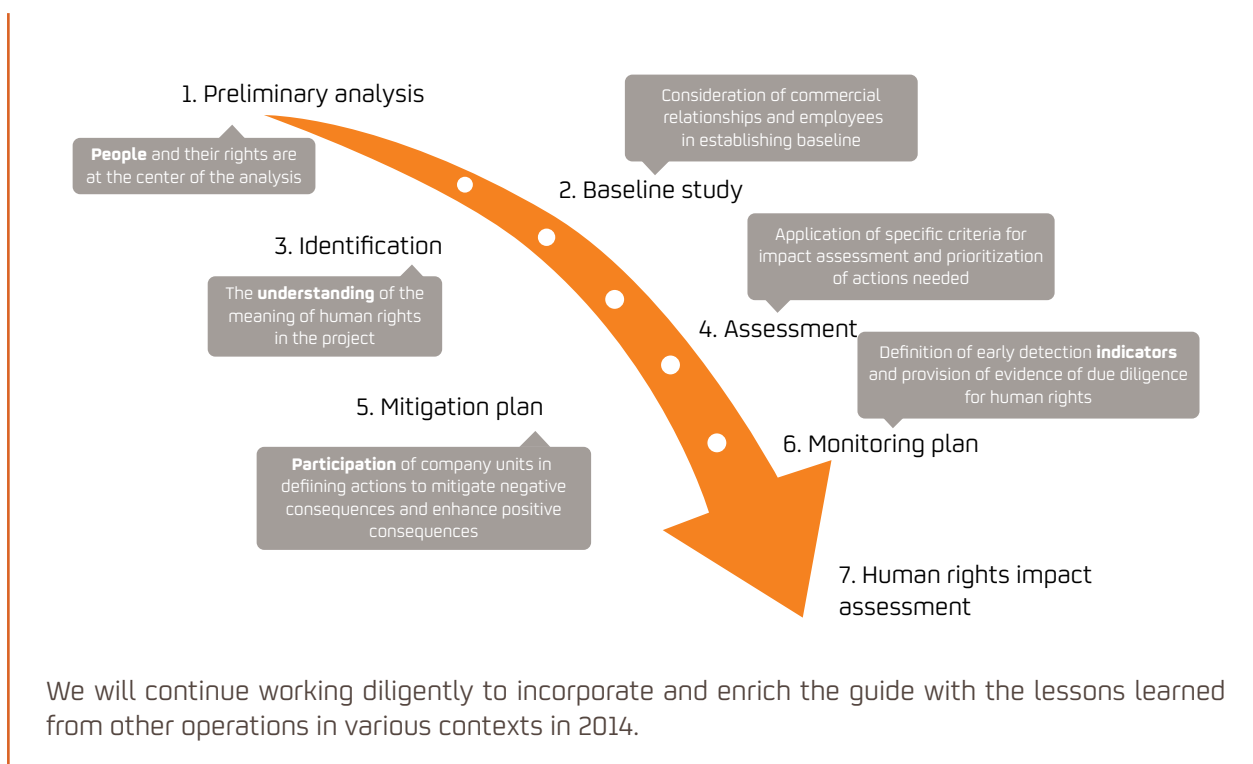 1. Preliminary analysis
People and their rights are
at the center of the analysis
Consideration of commercial
relationships and employees
in establishing baseline
2. Baseline study
3. Identification
The understanding of the
meaning of human rights
in the project
Application of specific criteria for
impact assessment and prioritization
of actions needed
4. Assessment
5. Mitigation plan
Participation of company units in
defining actions to mitigate negative
consequences and enhance positive
consequences
Definition of early detection indicators
and provision of evidence of due diligence
for human rights
6. Monitoring plan
7. Human rights impact
assessment
We will continue working diligently to incorporate and enrich the guide with the lessons learned
from other operations in various contexts in 2014.